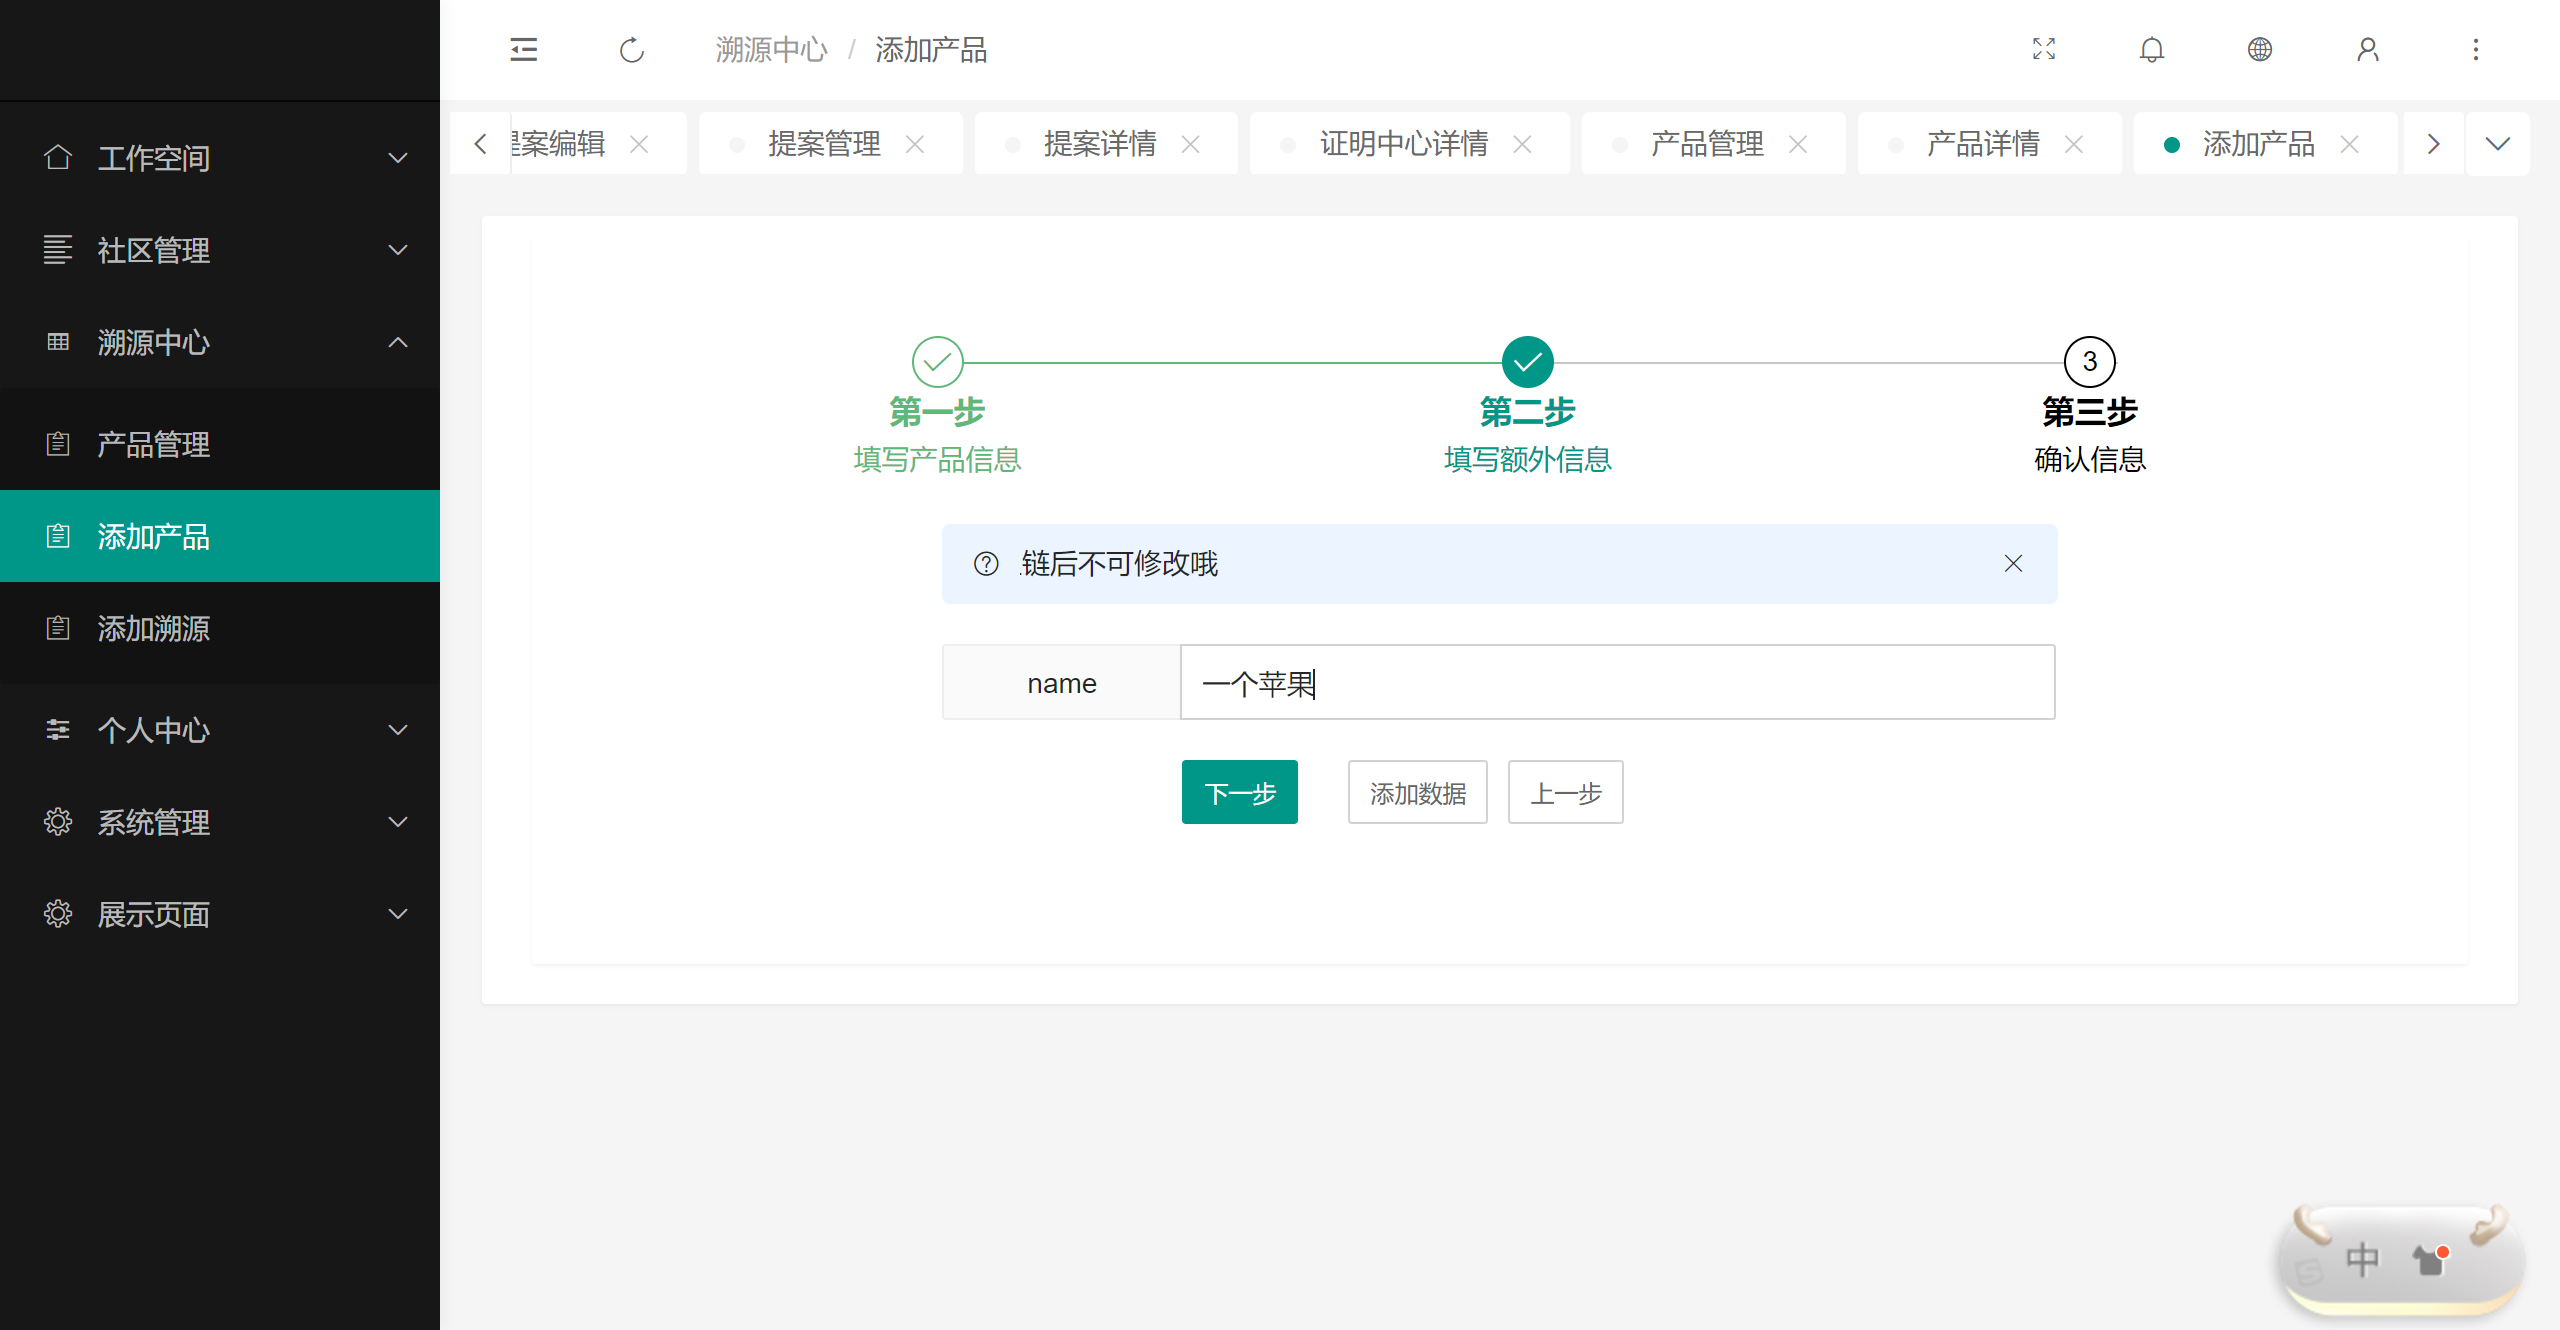 溯源中心 / 添加产品
案编辑
提案管理
提案详情
证明中心详情
产品管理
产品详情
添加产品
工作空间
社区管理
溯源中心
产品管理
添加产品
添加溯源
个人中心
系统管理
展示页面
3
第一步
第二步
第三步
填写产品信息
填写额外信息
确认信息
链后不可修改哦
name
一个苹果
下一步
添加数据
上一步
中